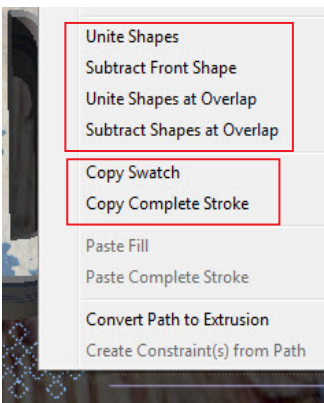 Unite Shapes
Subtract Front Shape
Unite Shapes at Overlap
Subtract Shapes at Overlap
Copy Swatch
Copy Complete Stroke
Paste Fill
Paste Complete Stroke
Convert Path to Extrusion
Create Constraint(s) from Path